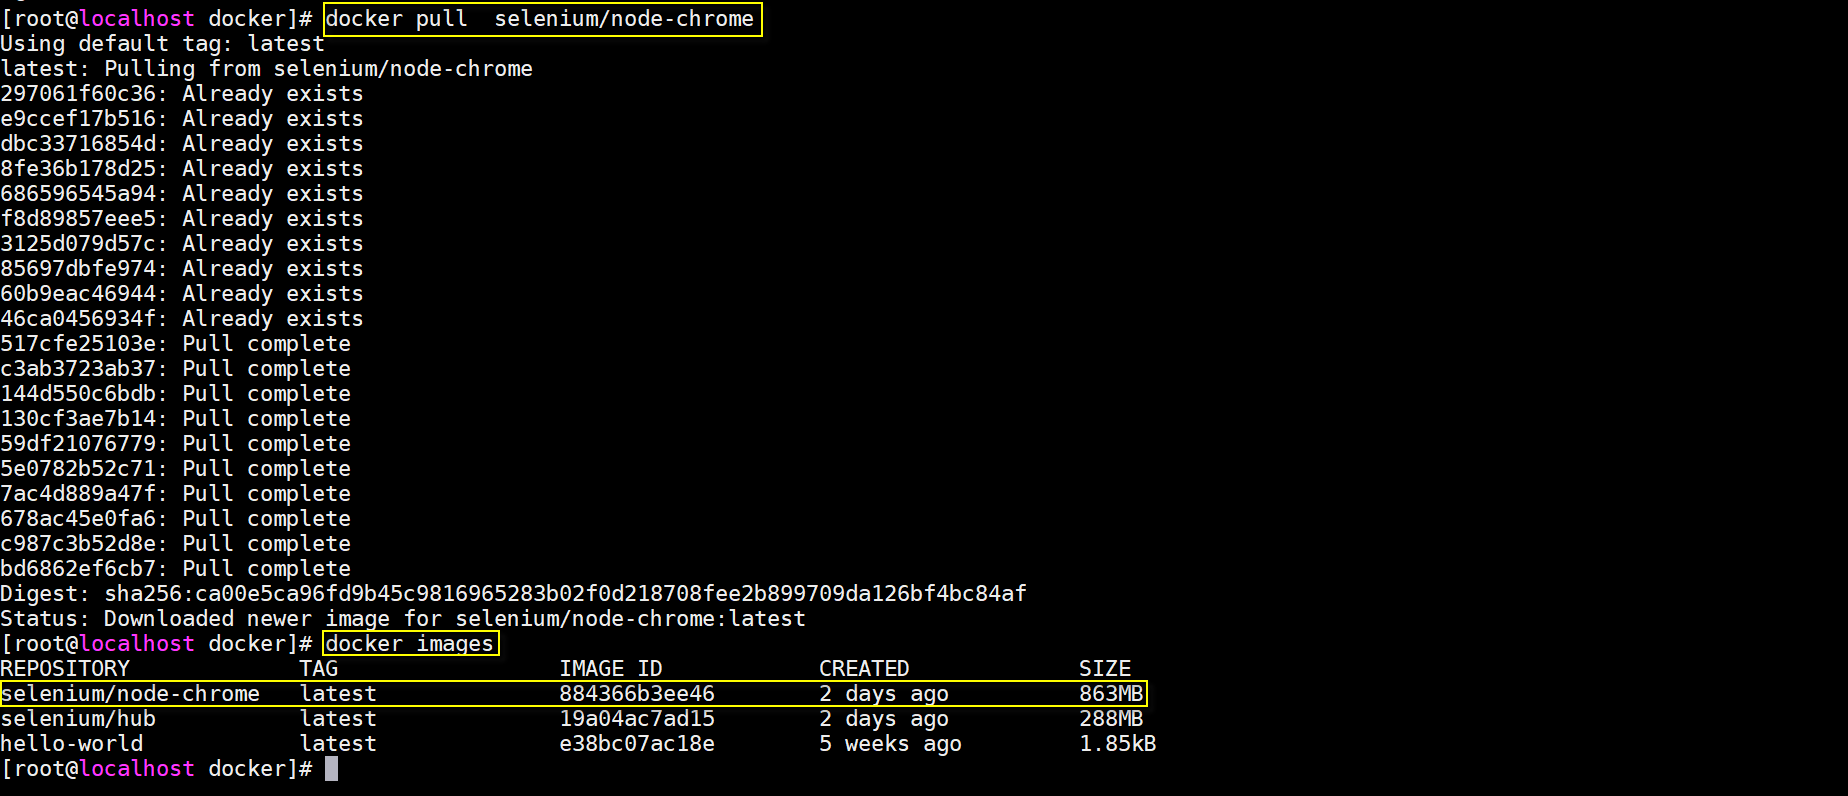 [root@localhost docker]# docker pull  selenium/node-chrome
Using default tag: latest
latest: Pulling from selenium/node-chrome
297061f60c36: Already exists
e9ccef17b516: Already exists
dbc33716854d: Already exists
8fe36b178d25: Already exists
686596545a94: Already exists
f8d89857eee5: Already exists
3125d079d57c: Already exists
85697dbfe974: Already exists
60b9eac46944: Already exists
46ca0456934f: Already exists
517cfe25103e: Pull complete
c3ab3723ab37: Pull complete
144d550c6bdb: Pull complete
130cf3ae7b14: Pull complete
59df21076779: Pull complete
5e0782b52c71: Pull complete
7ac4d889a47f: Pull complete
678ac45e0fa6: Pull complete
c987c3b52d8e: Pull complete
bd6862ef6cb7: Pull complete
Digest: sha256:ca00e5ca96fd9b45c9816965283b02f0d218708fee2b899709da126bf4bc84af
Status: Downloaded newer image for selenium/node-chrome:latest
[root@localhost docker]# docker images
REPOSITORY             TAG                 IMAGE ID            CREATED             SIZE
selenium/node-chrome   latest              884366b3ee46        2 days ago          863MB
selenium/hub           latest              19a04ac7ad15        2 days ago          288MB
hello-world            latest              e38bc07ac18e        5 weeks ago         1.85kB
[root@localhost docker]#